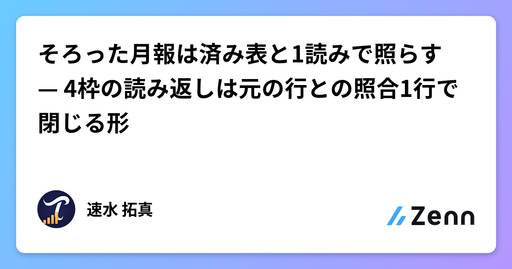 そろった月報は済み表と1読みで照らす
— 4枠の読み返しは元の行との照合1行で
閉じる形
速水 拓真
Zenn